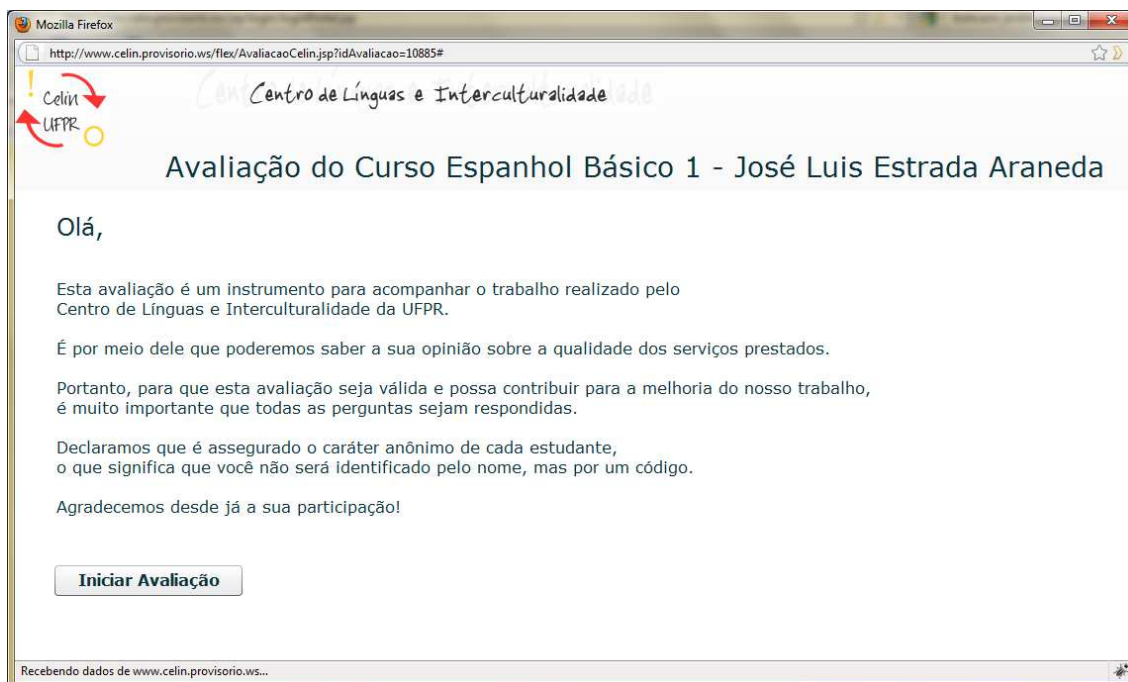 Mozilla Firefox
http://www.celin.provisorio.ws/flex/AvaliacaoCelin.jsp?idAvaliacao=10885#
Celin
UFPR
Centro de Línguas e Interculturalidade
Avaliação do Curso Espanhol Básico 1 - José Luis Estrada Araneda
Olá,
Esta avaliação é um instrumento para acompanhar o trabalho realizado pelo
Centro de Línguas e Interculturalidade da UFPR.
É por meio dele que poderemos saber a sua opinião sobre a qualidade dos serviços prestados.
Portanto, para que esta avaliação seja válida e possa contribuir para a melhoria do nosso trabalho,
é muito importante que todas as perguntas sejam respondidas.
Declaramos que é assegurado o caráter anônimo de cada estudante,
o que significa que você não será identificado pelo nome, mas por um código.
Agradecemos desde já a sua participação!
Iniciar Avaliação
Recebendo dados de www.celin.provisorio.ws...